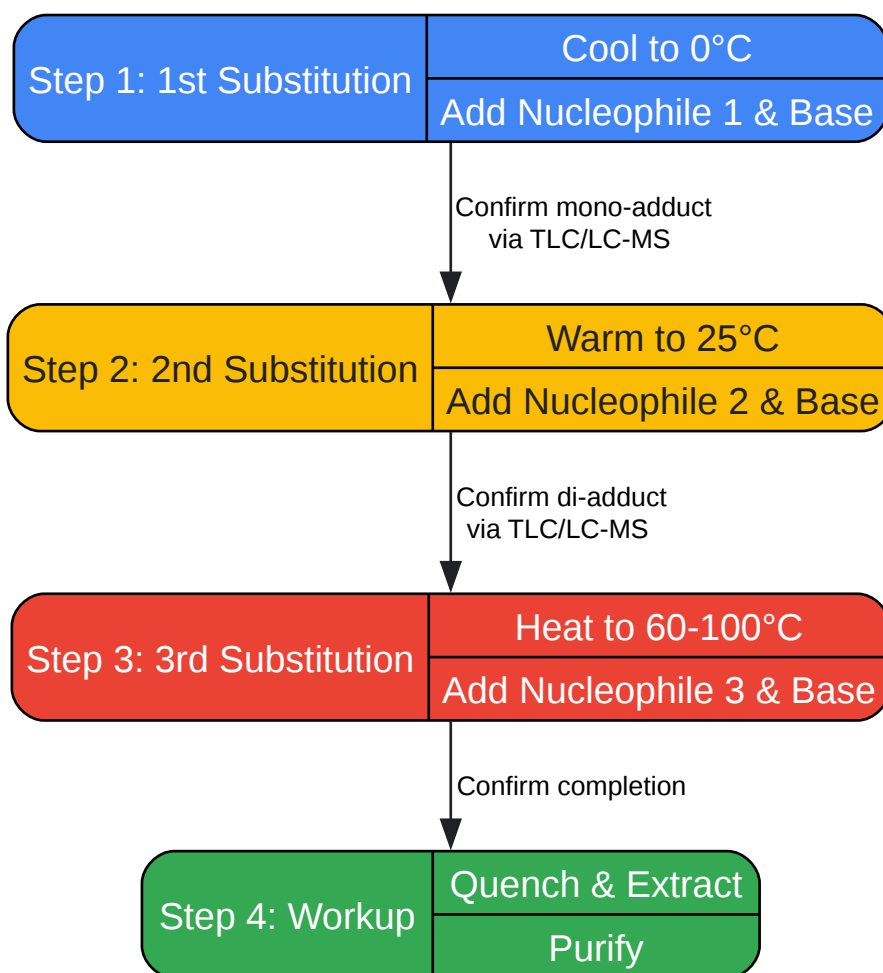 Step 1: 1st Substitution
Cool to 0°C
Add Nucleophile 1 & Base
Confirm mono-adduct
via TLC/LC-MS
Step 2: 2nd Substitution
Warm to 25°C
Add Nucleophile 2 & Base
Confirm di-adduct
via TLC/LC-MS
Step 3: 3rd Substitution
Heat to 60-100°C
Add Nucleophile 3 & Base
Confirm completion
Step 4: Workup
Quench & Extract
Purify